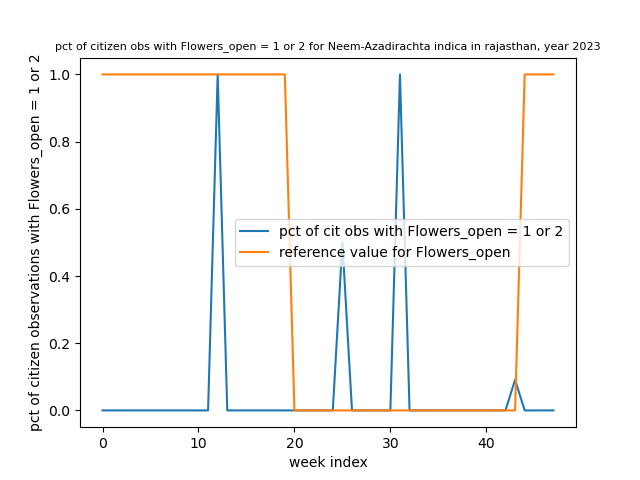 pct of citizen obs with Flowers_open = 1 or 2 for Neem-Azadirachta indica in rajasthan, year 2023
pct of citizen observations with Flowers_open = 1 or 2
1.0
0.8
0.6
0.4
0.2
0.0
pct of cit obs with Flowers_open = 1 or 2
reference value for Flowers_open
0 10 20 30 40
week index